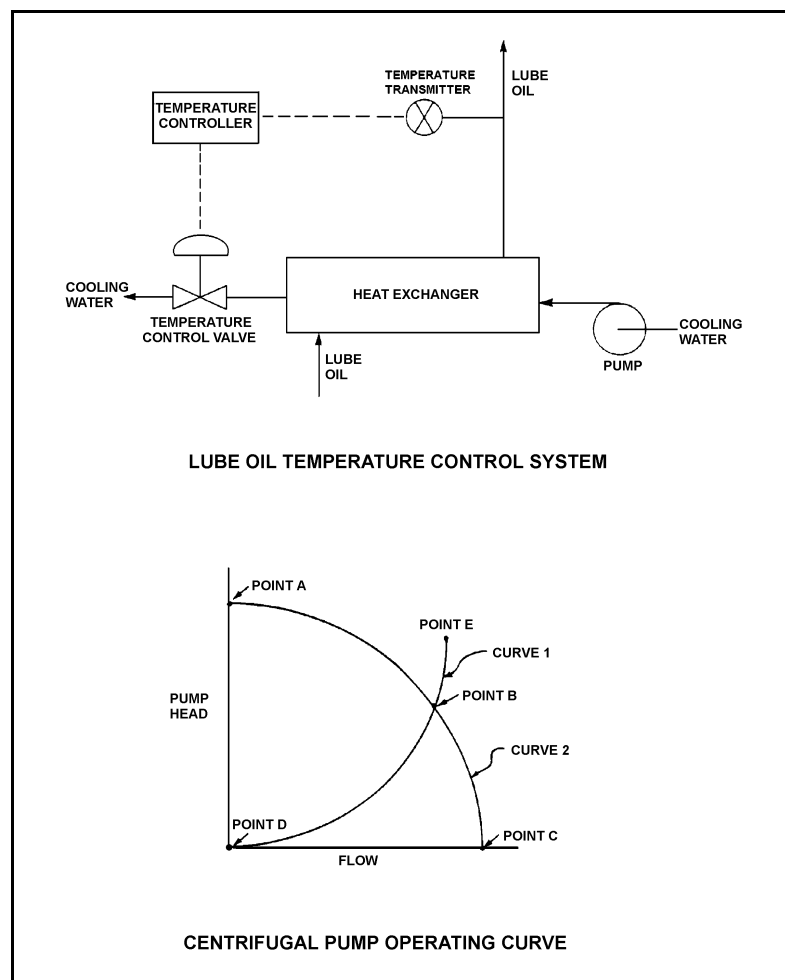 TEMPERATURE
TRANSMITTER
LUBE
OIL
TEMPERATURE
CONTROLLER
COOLING
WATER
TEMPERATURE
CONTROL VALVE
HEAT EXCHANGER
LUBE
OIL
COOLING
WATER
PUMP
LUBE OIL TEMPERATURE CONTROL SYSTEM
POINT A
POINT E
CURVE 1
PUMP
HEAD
POINT B
CURVE 2
POINT D
POINT C
FLOW
CENTRIFUGAL PUMP OPERATING CURVE